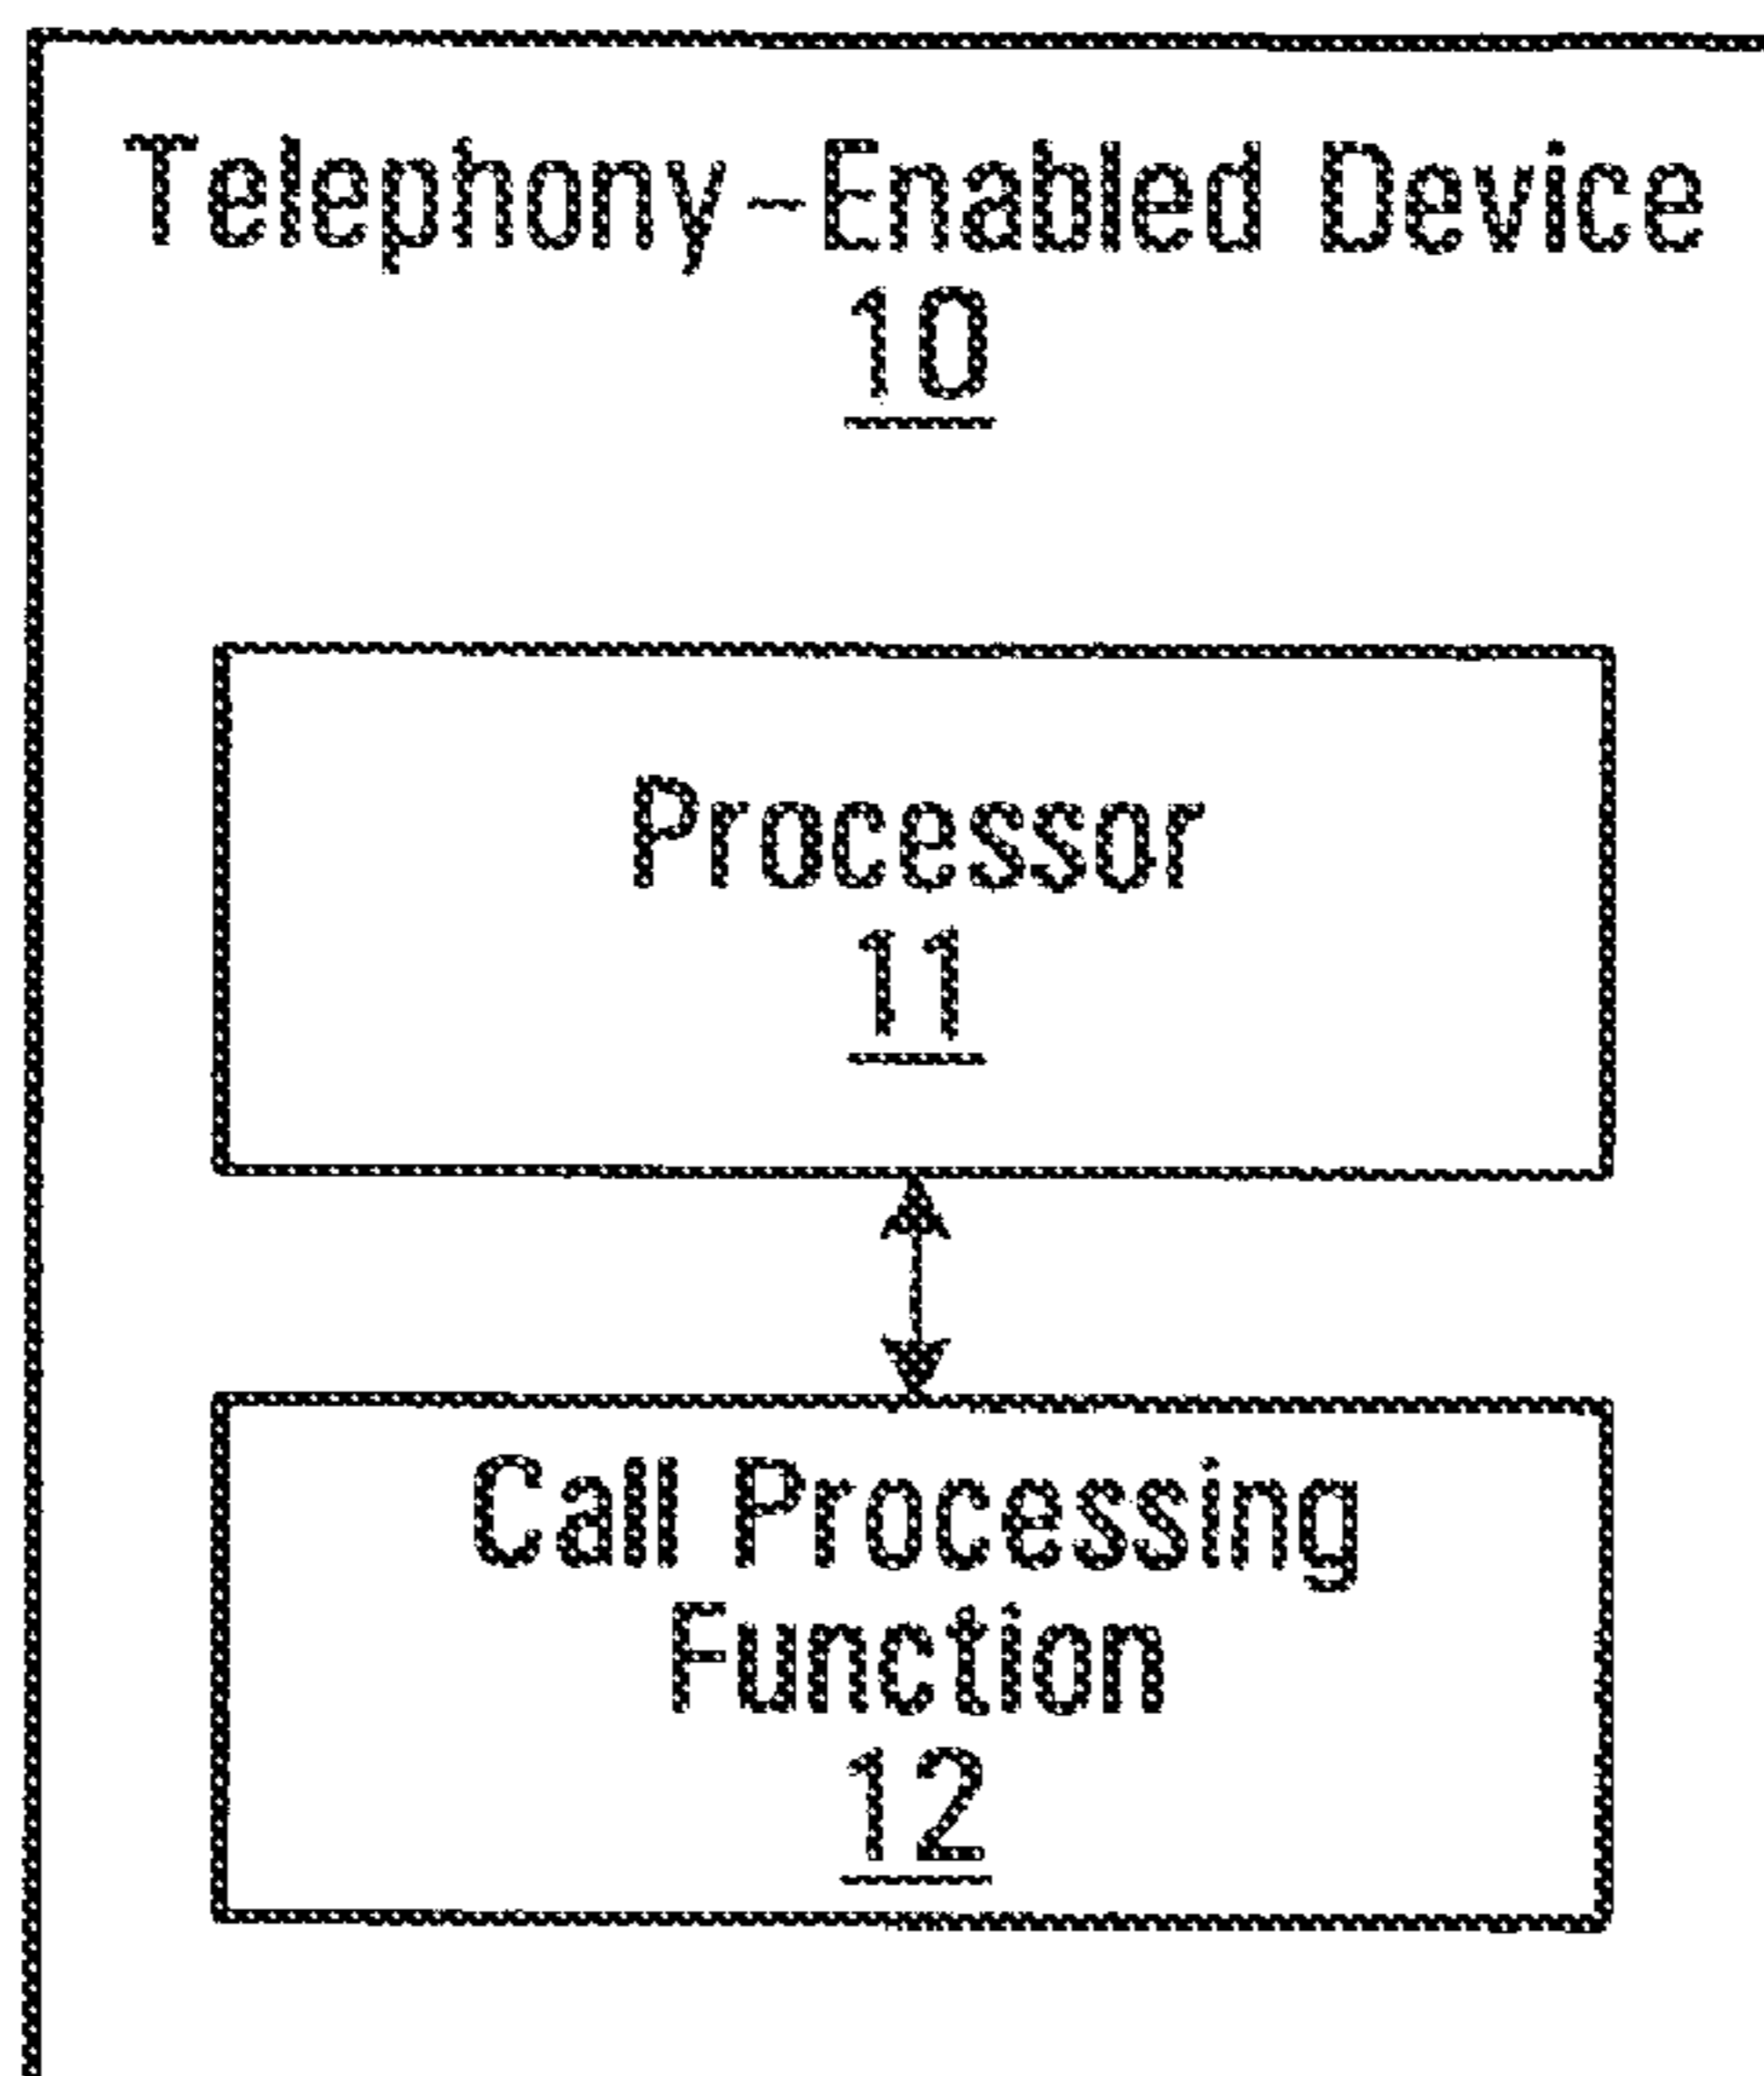 Telephony-Enabled Device
10
Processor
11
Call Processing
Function
12